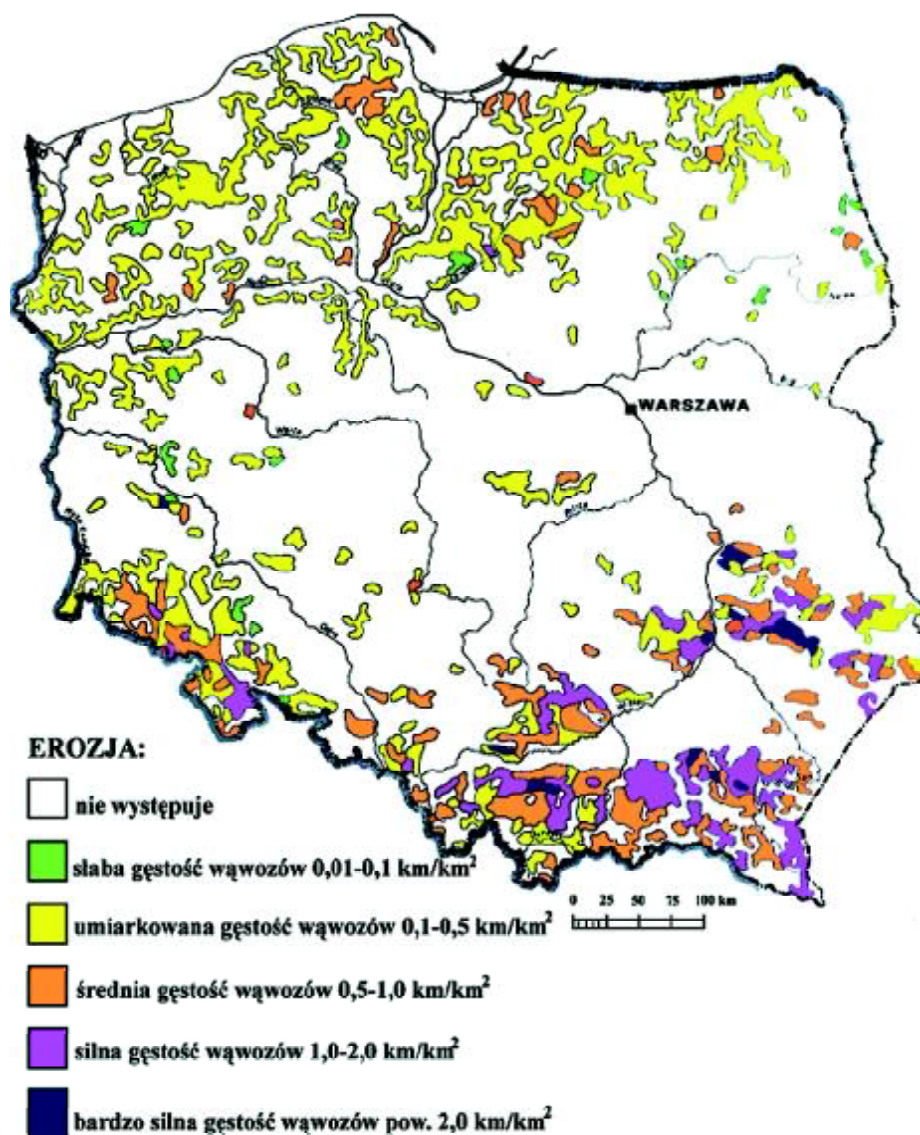 WARSZAWA
EROZJA:
nie występuje
słaba gęstość wąwozów 0,01-0,1 km/km²
umiarkowana gęstość wąwozów 0,1-0,5 km/km²
średnia gęstość wąwozów 0,5-1,0 km/km²
silna gęstość wąwozów 1,0-2,0 km/km²
bardzo silna gęstość wąwozów pow. 2,0 km/km²
0 25 50 75 100 km